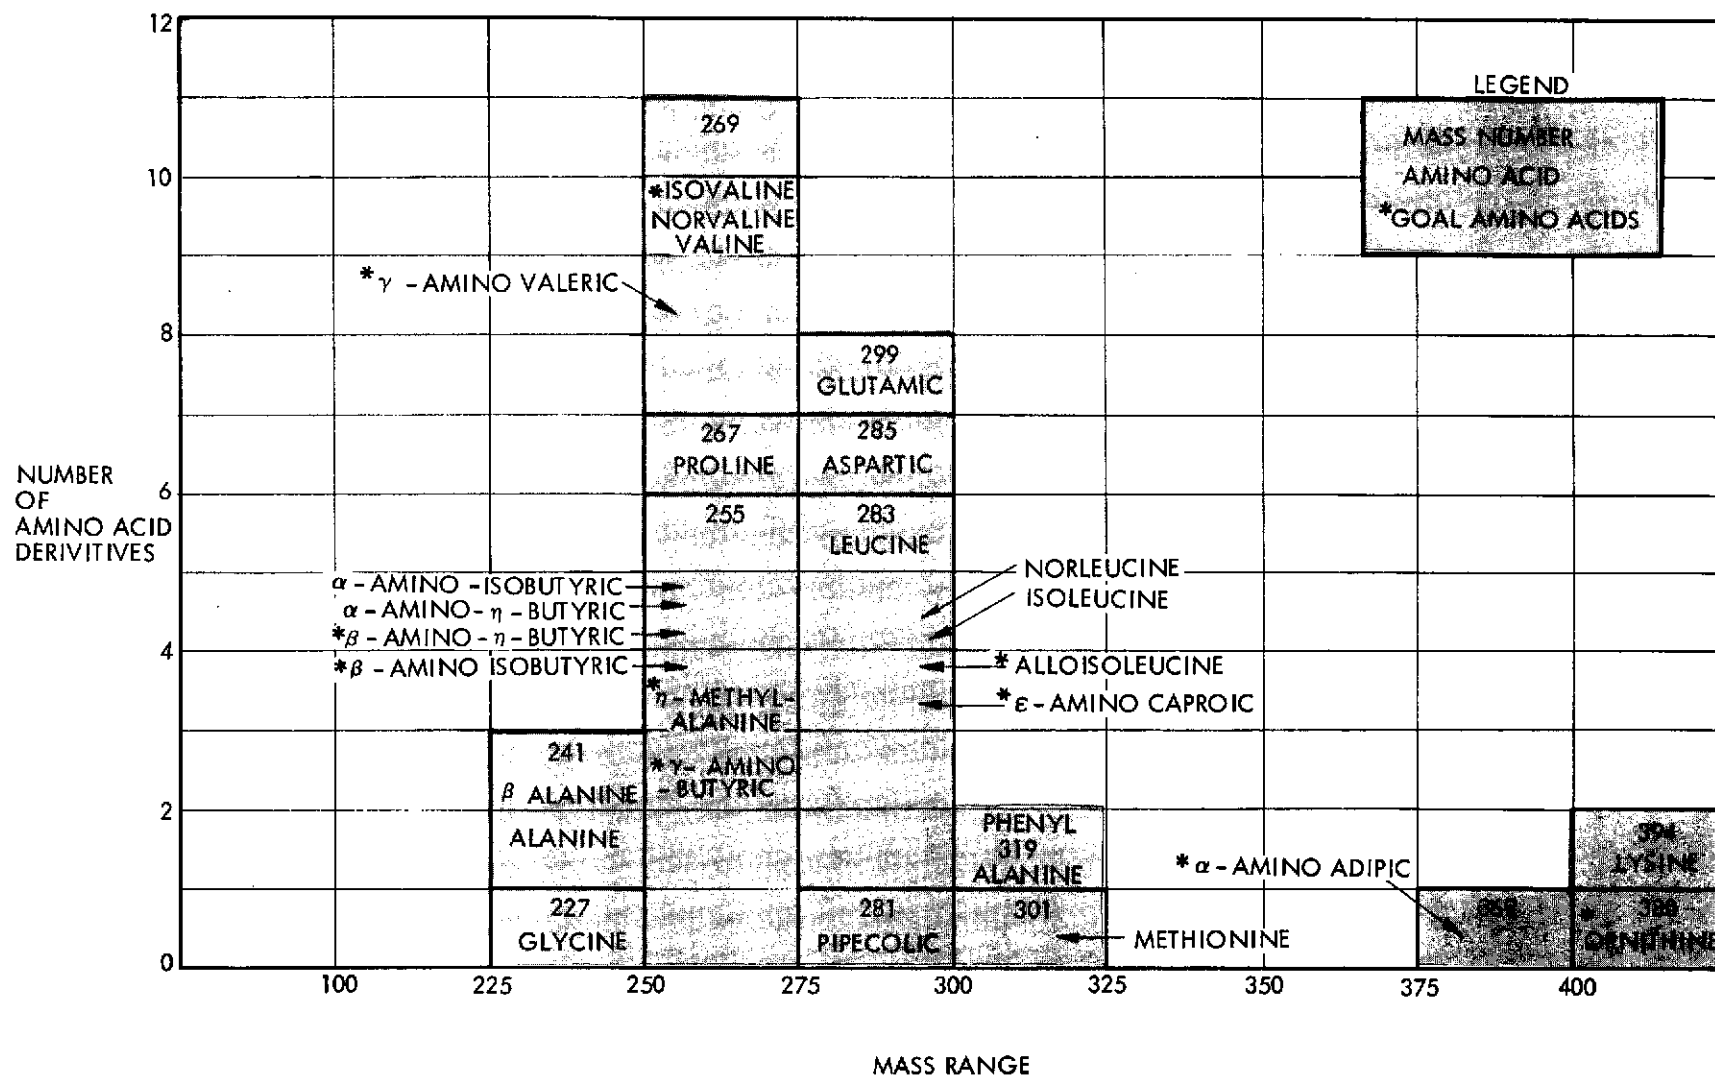 12
10
8
6
4
2
0
NUMBER
OF
AMINO ACID
DERIVITIVES
LEGEND
MASS NUMBER
AMINO ACID
*GOAL AMINO ACIDS
269
*ISOVALINE
NORVALINE
VALINE
*γ - AMINO VALERIC
299
GLUTAMIC
267
PROLINE
285
ASPARTIC
255
283
LEUCINE
α - AMINO - ISOBUTYRIC
α - AMINO - η - BUTYRIC
*β - AMINO - η - BUTYRIC
*β - AMINO ISOBUTYRIC
NORLEUCINE
ISOLEUCINE
*ALLOISOLEUCINE
*ε - AMINO CAPROIC
*η - METHYL-
ALANINE
*γ - AMINO
- BUTYRIC
241
β ALANINE
ALANINE
227
GLYCINE
281
PIPECOLIC
PHENYL
319
ALANINE
301
METHIONINE
*α - AMINO ADIPIC
394
LYSINE
*
ORNITHINE
100 225 250 275 300 325 350 375 400
MASS RANGE